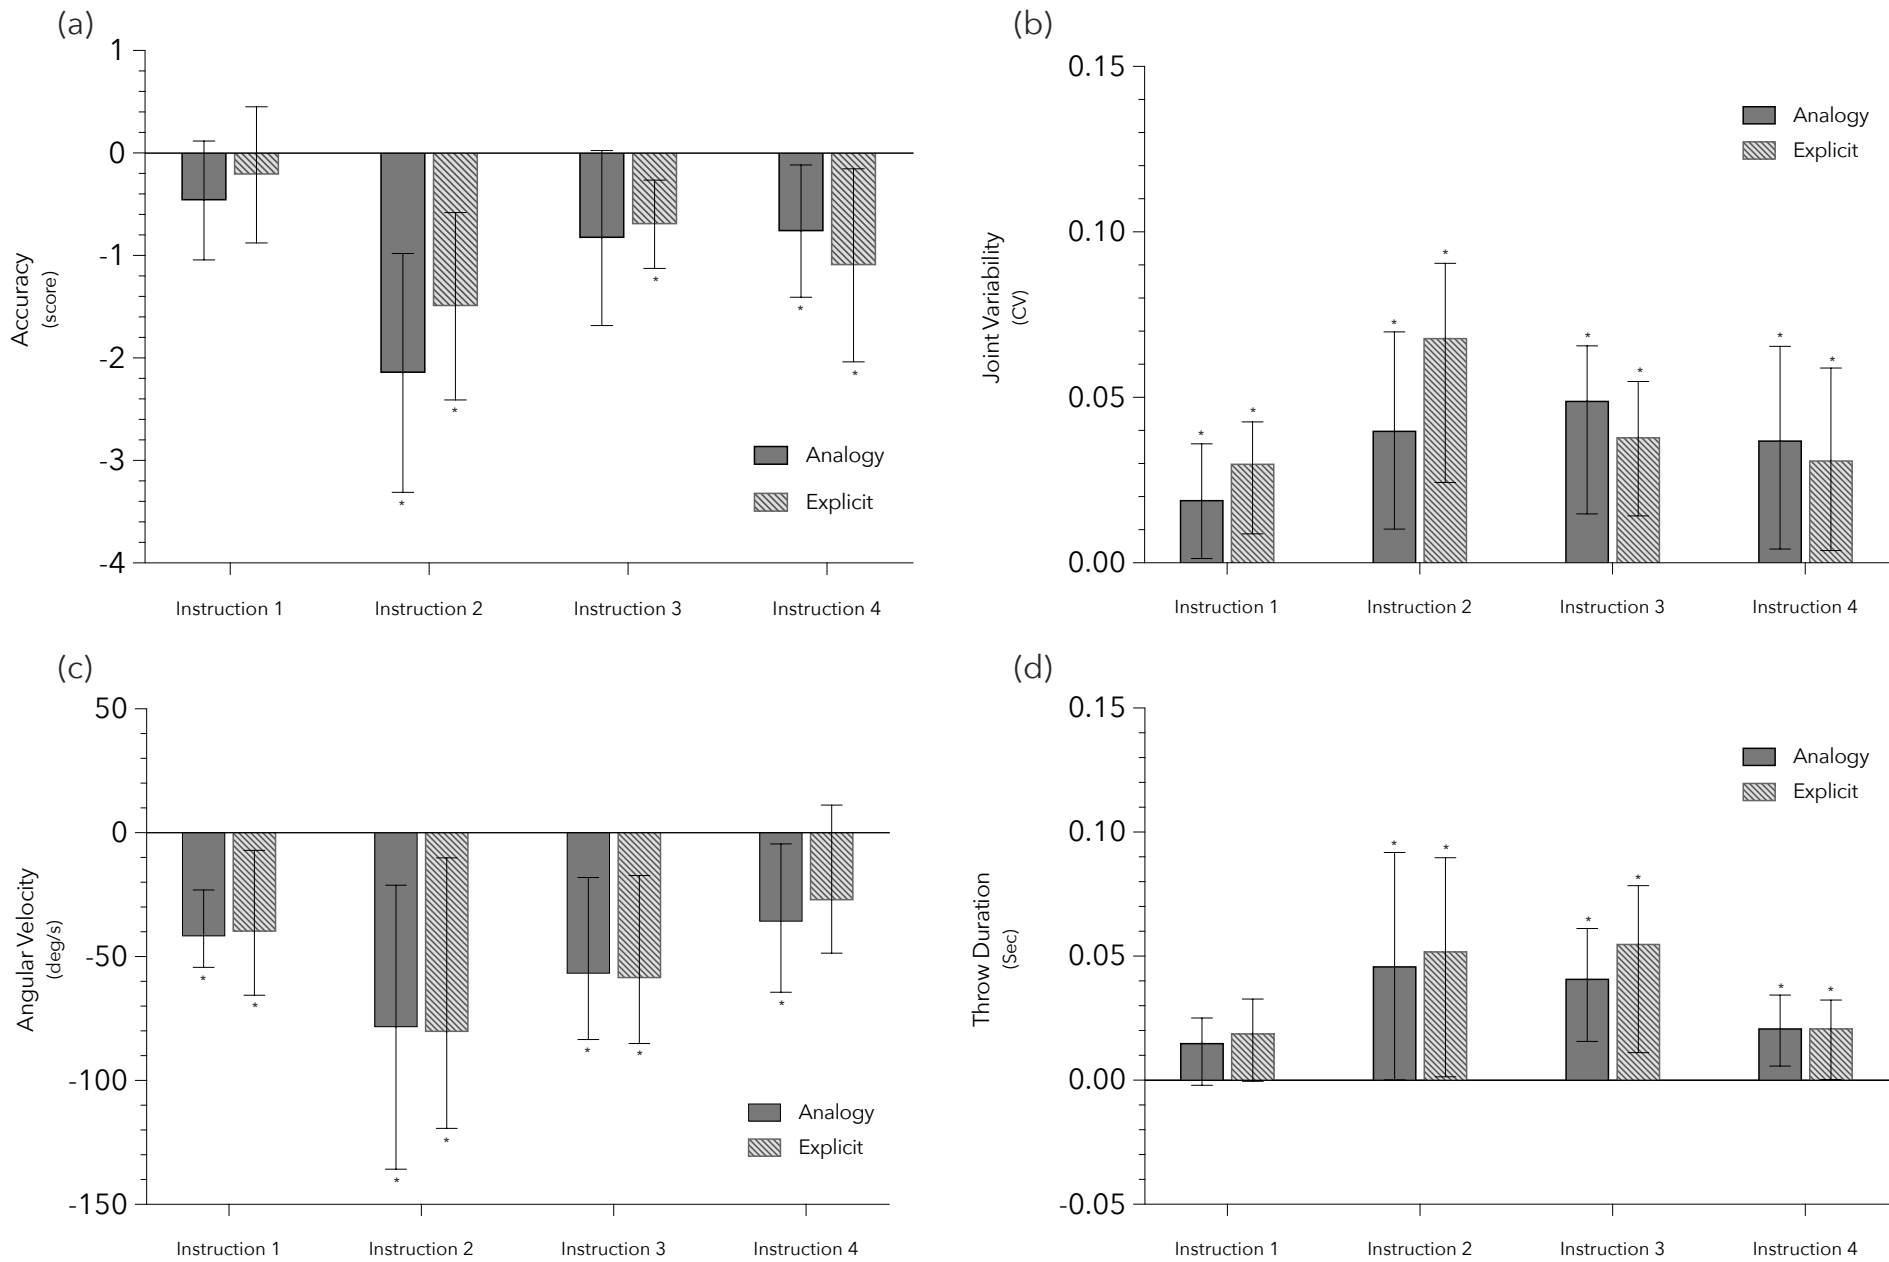 (a)
1
0
-1
-2
-3
-4
Accuracy
(score)
*
*
*
*
*
Analogy
Explicit
Instruction 1
Instruction 2
Instruction 3
Instruction 4
(b)
0.15
0.10
0.05
0.00
Joint Variability
(CV)
Analogy
Explicit
*
*
*
*
*
*
*
*
Instruction 1
Instruction 2
Instruction 3
Instruction 4
(c)
50
0
-50
-100
-150
Angular Velocity
(deg/s)
*
*
*
*
*
*
*
Analogy
Explicit
Instruction 1
Instruction 2
Instruction 3
Instruction 4
(d)
0.15
0.10
0.05
0.00
-0.05
Throw Duration
(Sec)
Analogy
Explicit
*
*
*
*
*
*
Instruction 1
Instruction 2
Instruction 3
Instruction 4